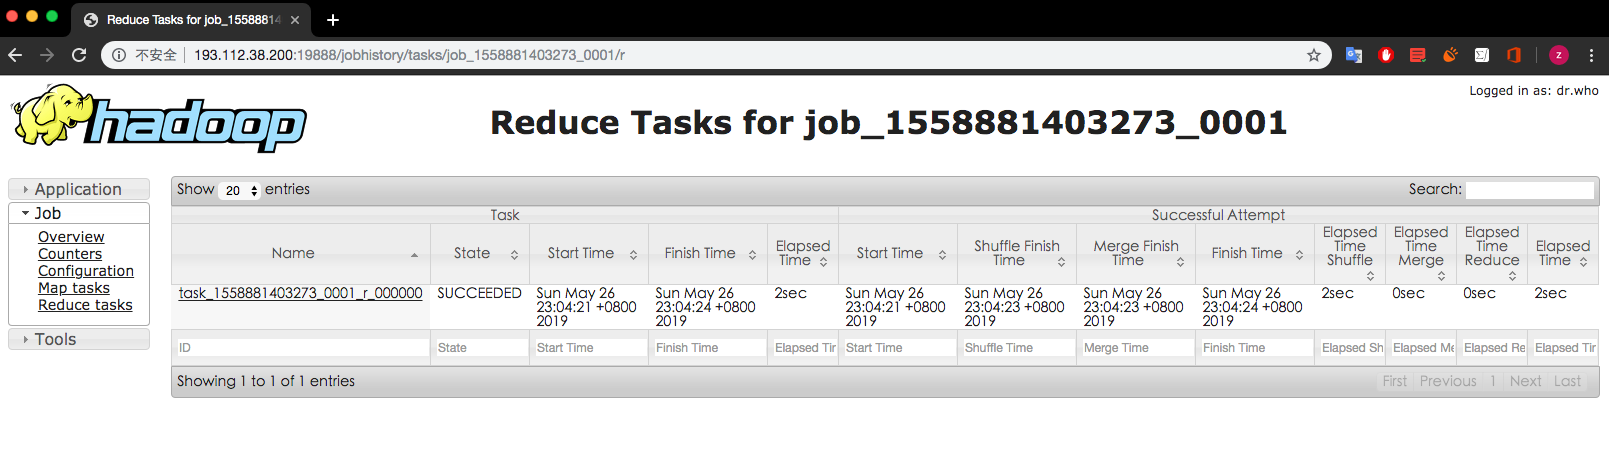 Reduce Tasks for job_15588814
不安全 193.112.38.200:19888/jobhistory/tasks/job_1558881403273_0001/r
z
Logged in as: dr.who
hadoop
Reduce Tasks for job_1558881403273_0001
Application
Job
Overview
Counters
Configuration
Map tasks
Reduce tasks
Tools
Show 20 entries
Search:
Task
Successful Attempt
Name
State
Start Time
Finish Time
Elapsed
Time
Start Time
Shuffle Finish
Time
Merge Finish
Time
Finish Time
Elapsed
Time
Shuffle
Elapsed
Time
Merge
Elapsed
Time
Reduce
Elapsed
Time
task_1558881403273_0001_r_000000
SUCCEEDED
Sun May 26
23:04:21 +0800
2019
Sun May 26
23:04:24 +0800
2019
2sec
Sun May 26
23:04:21 +0800
2019
Sun May 26
23:04:23 +0800
2019
Sun May 26
23:04:23 +0800
2019
Sun May 26
23:04:24 +0800
2019
2sec
0sec
0sec
2sec
ID
State
Start Time
Finish Time
Elapsed Tir
Start Time
Shuffle Time
Merge Time
Finish Time
Elapsed Sh
Elapsed Me
Elapsed Re
Elapsed Tir
Showing 1 to 1 of 1 entries
First Previous 1 Next Last